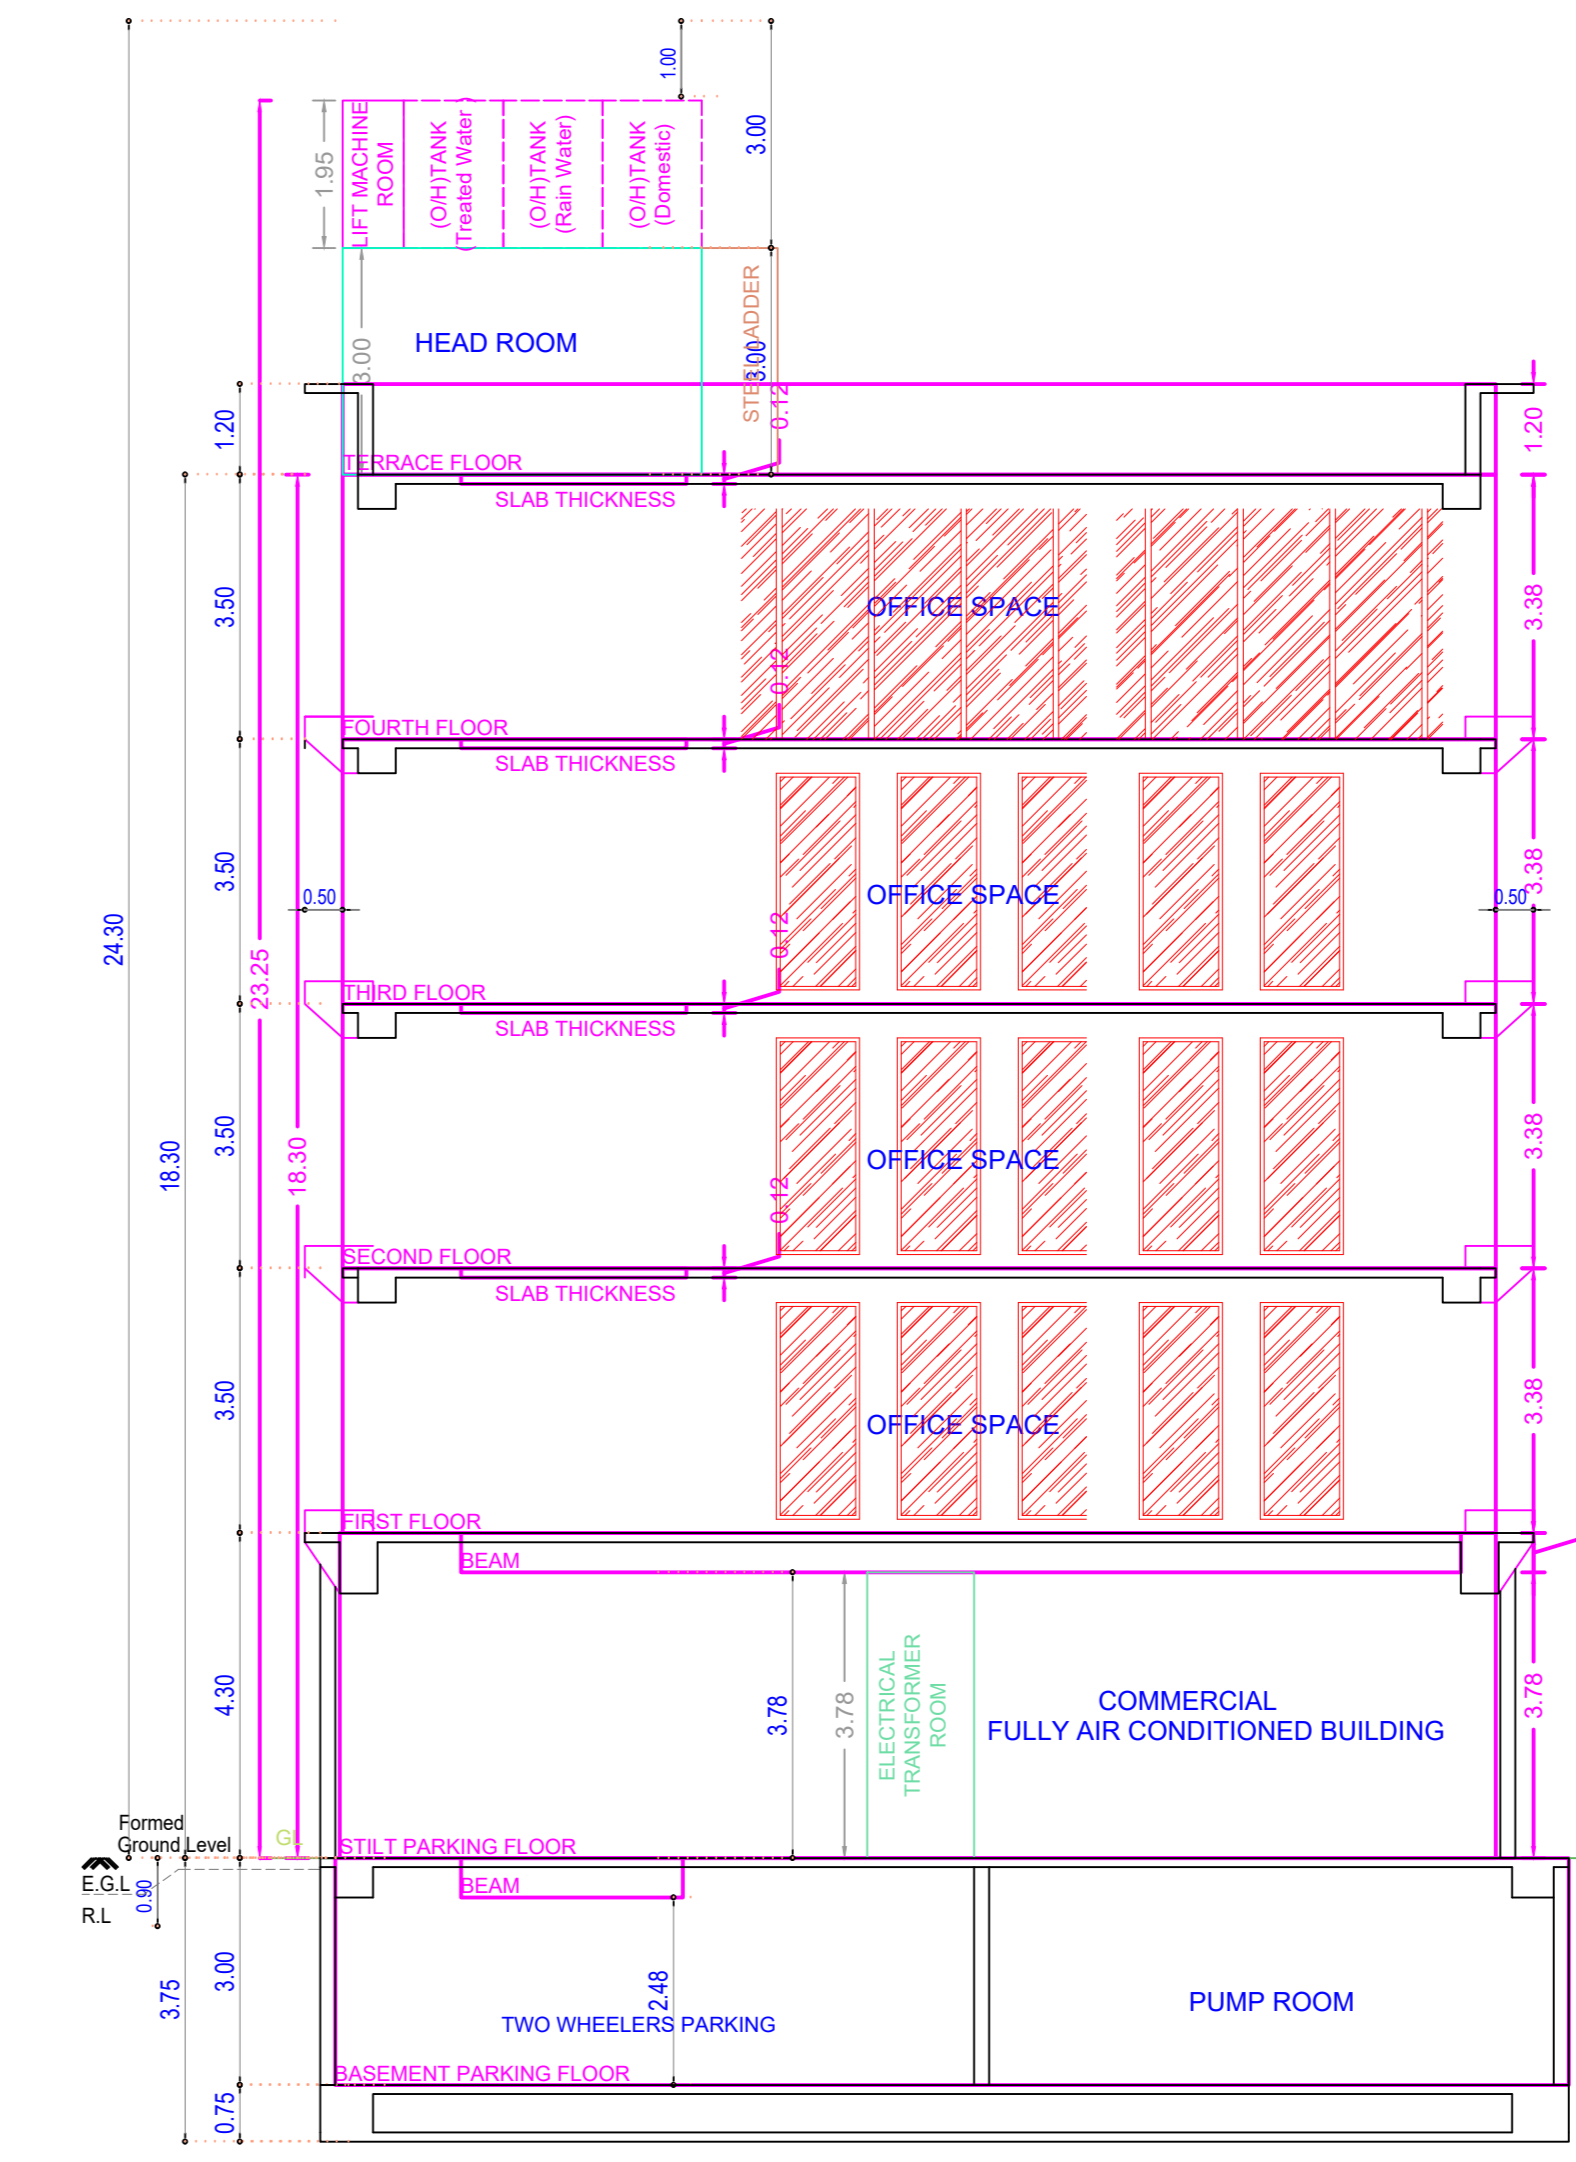 1.00
3.00
1.95
LIFT MACHINE
ROOM
(O/H)TANK
(Treated Water )
(O/H)TANK
(Rain Water)
(O/H)TANK
(Domestic)
STEEL LADDER
3.00
HEAD ROOM
3.00
0.12
1.20
1.20
TERRACE FLOOR
SLAB THICKNESS
3.50
OFFICE SPACE
3.38
0.12
FOURTH FLOOR
SLAB THICKNESS
3.50
OFFICE SPACE
3.38
0.50
0.50
24.30
23.25
0.12
THIRD FLOOR
SLAB THICKNESS
3.50
18.30
18.30
OFFICE SPACE
3.38
0.12
SECOND FLOOR
SLAB THICKNESS
3.50
OFFICE SPACE
3.38
FIRST FLOOR
BEAM
4.30
3.78
3.78
ELECTRICAL
TRANSFORMER
ROOM
COMMERCIAL
FULLY AIR CONDITIONED BUILDING
3.78
Formed
Ground Level
GL
STILT PARKING FLOOR
E.G.L
R.L
0.90
BEAM
3.75
3.00
2.48
TWO WHEELERS PARKING
PUMP ROOM
BASEMENT PARKING FLOOR
0.75